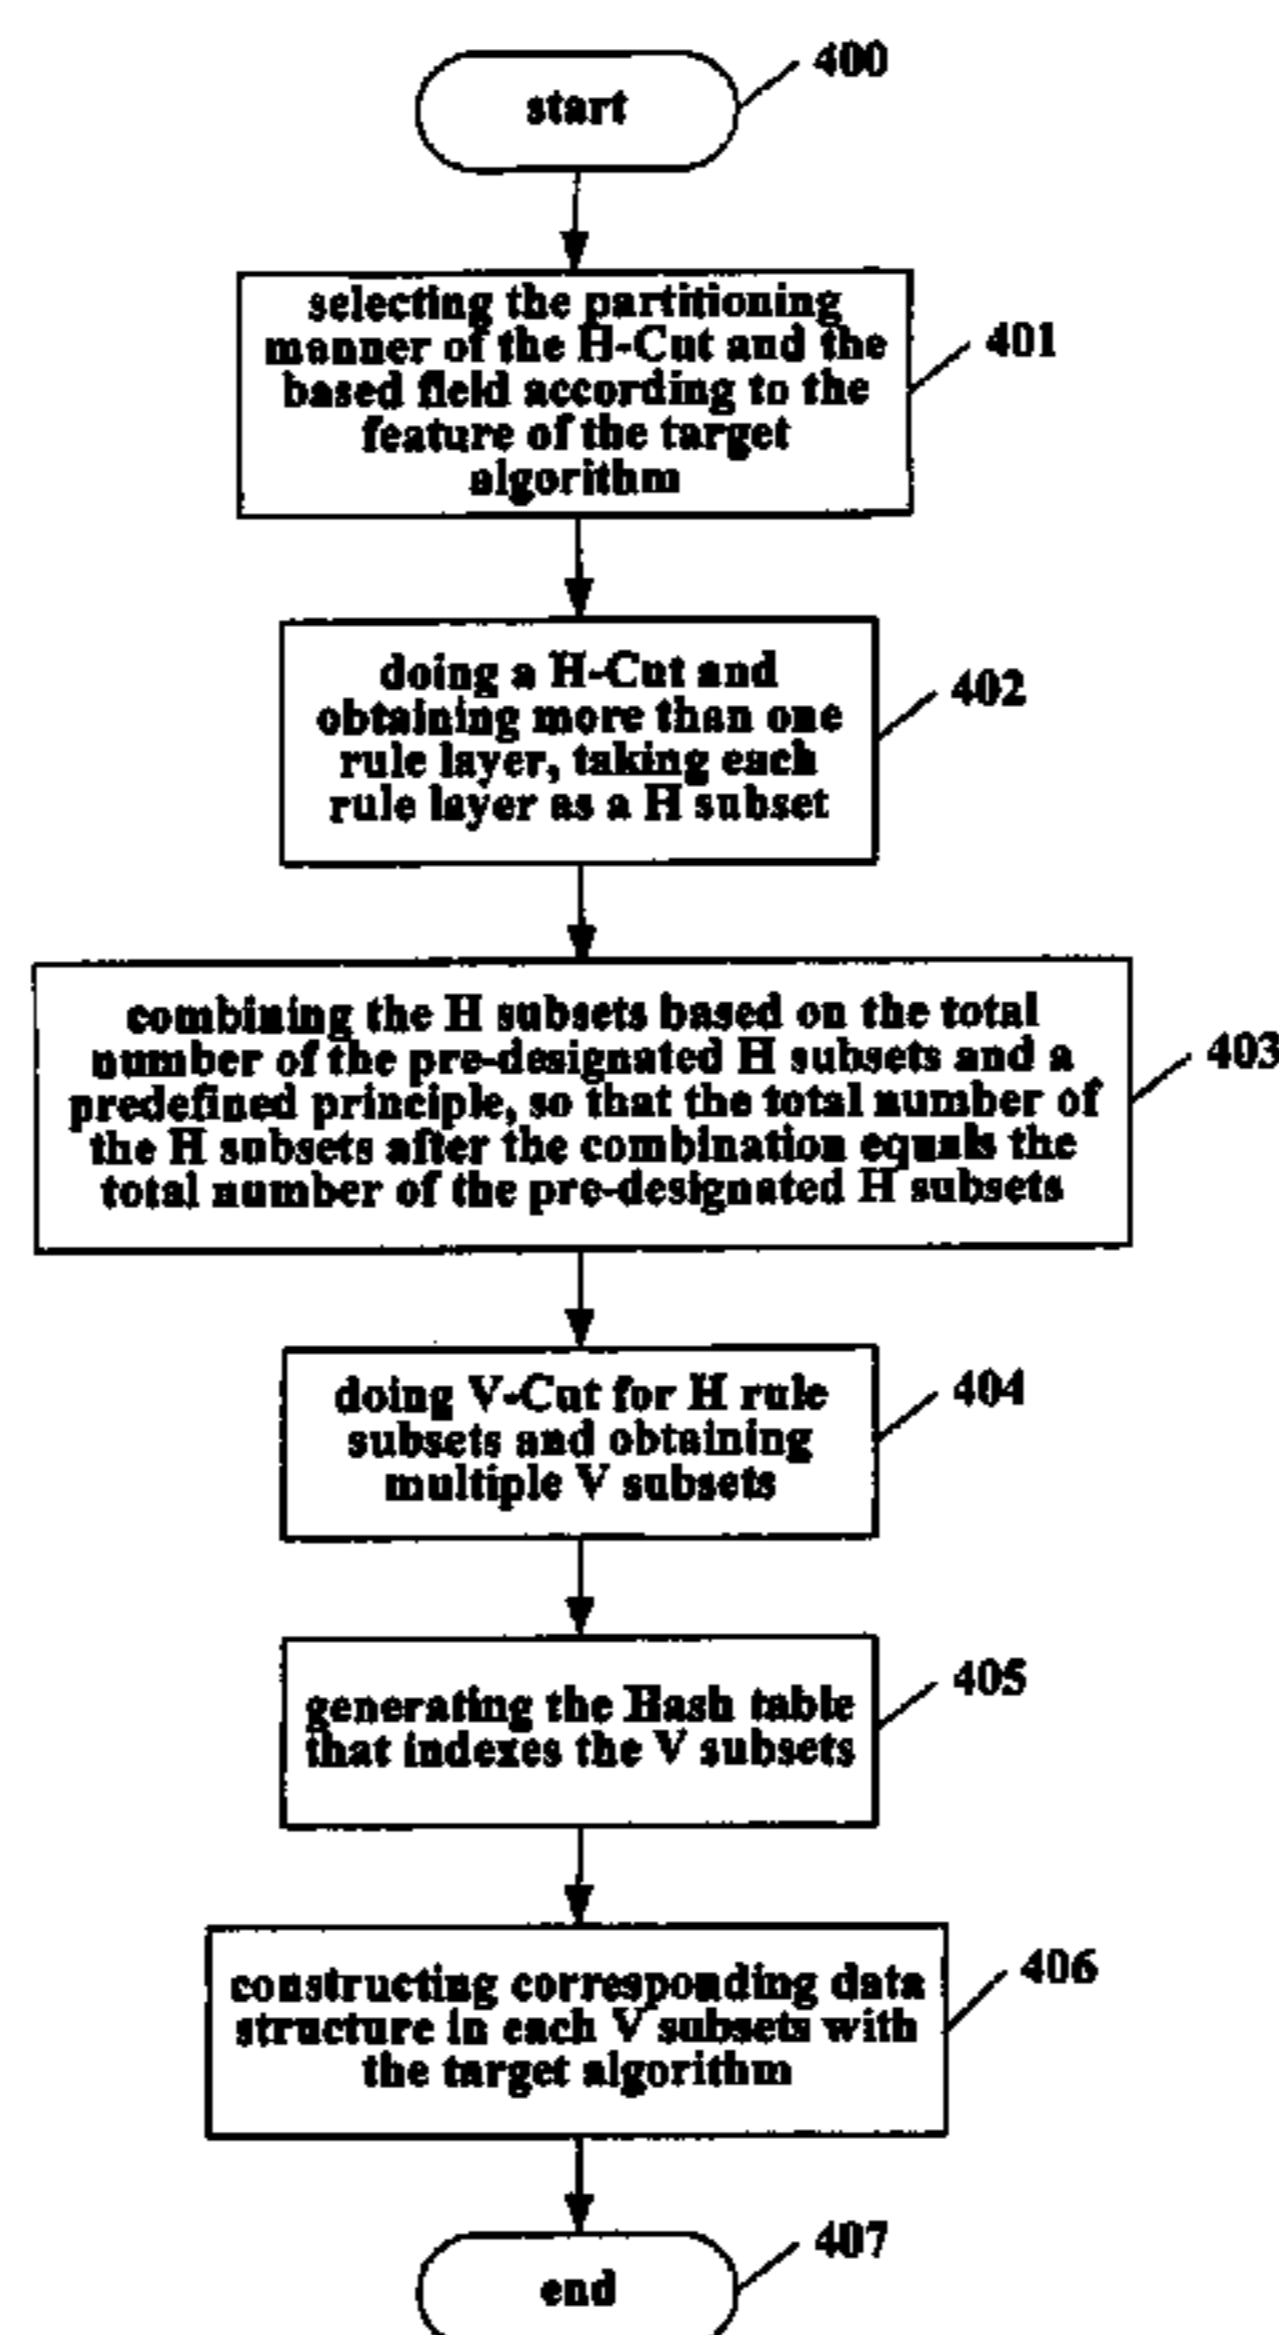 400
start
selecting the partitioning
manner of the H-Cut and the
based field according to the
feature of the target
algorithm
401
doing a H-Cut and
obtaining more than one
rule layer, taking each
rule layer as a H subset
402
combining the H subsets based on the total
number of the pre-designated H subsets and a
predefined principle, so that the total number of
the H subsets after the combination equals the
total number of the pre-designated H subsets
403
doing V-Cut for H rule
subsets and obtaining
multiple V subsets
404
generating the Hash table
that indexes the V subsets
405
constructing corresponding data
structure in each V subsets with
the target algorithm
406
407
end